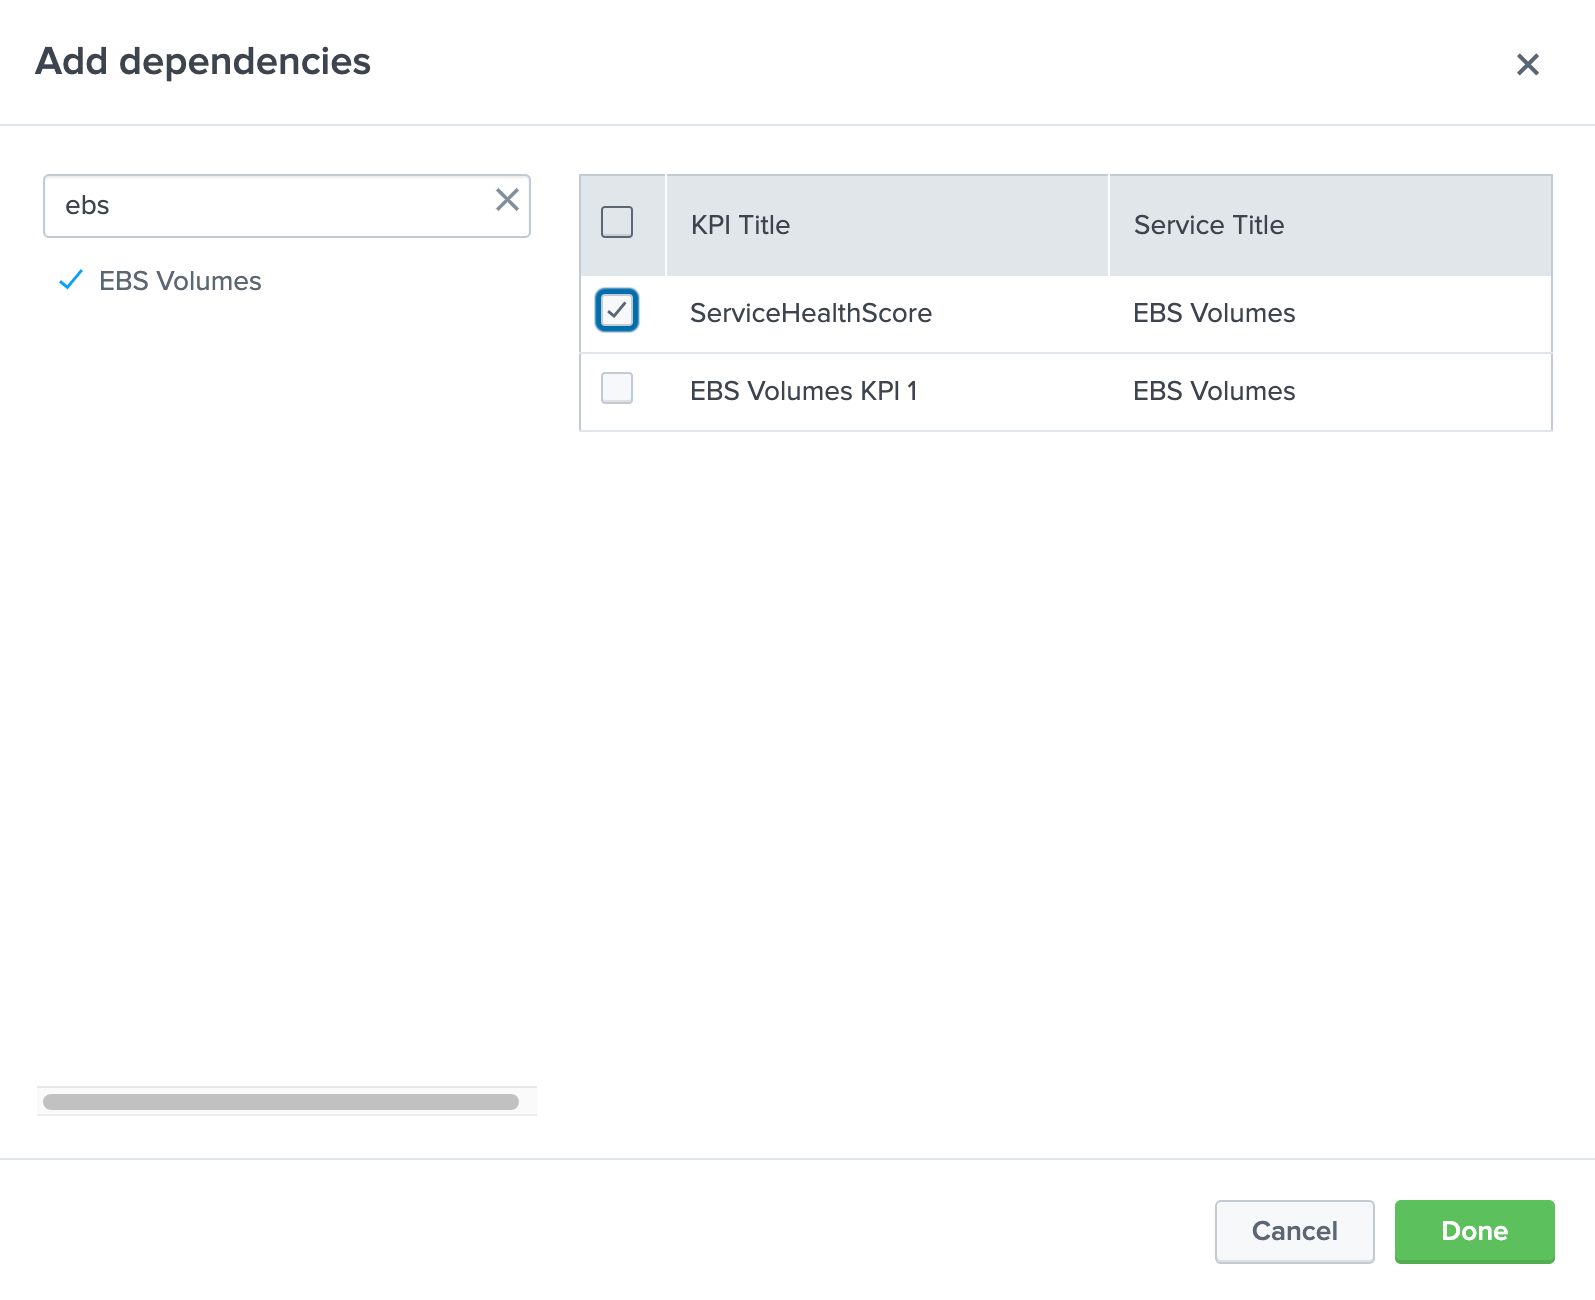 Add dependencies
ebs
EBS Volumes
KPI Title Service Title
ServiceHealthScore EBS Volumes
EBS Volumes KPI 1 EBS Volumes
Cancel Done